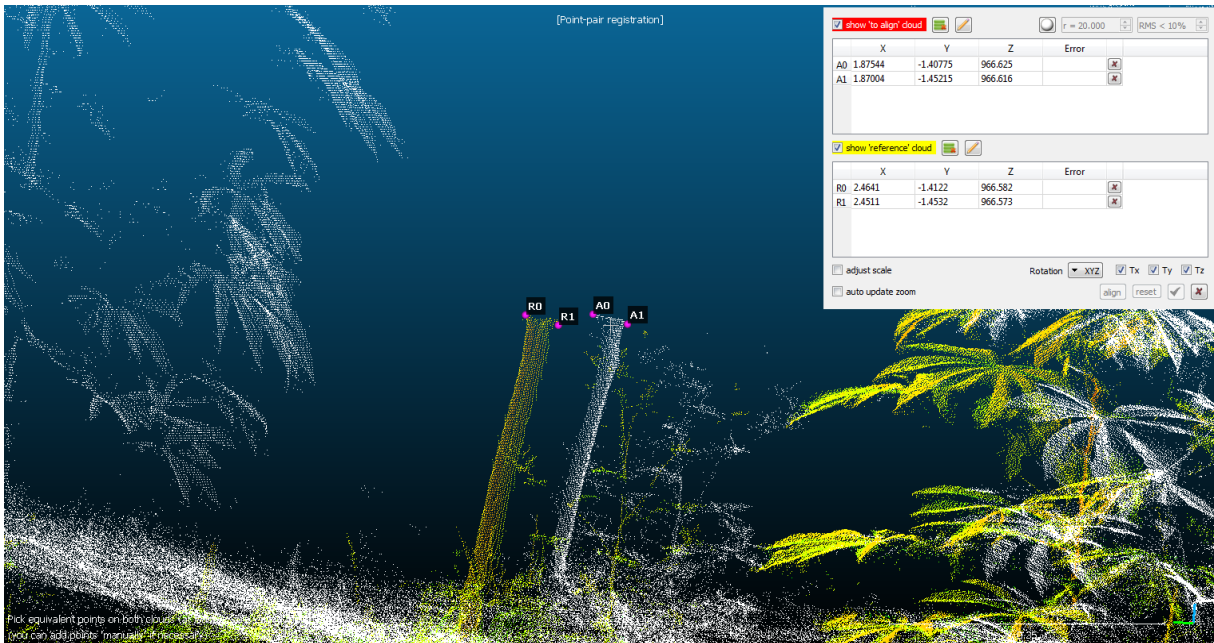 [Point-pair registration]
show 'to align' cloud
r = 20.000
RMS < 10%
X Y Z Error
A0 1.87544 -1.40775 966.625
A1 1.87004 -1.45215 966.616
show 'reference' cloud
X Y Z Error
R0 2.4641 -1.4122 966.582
R1 2.4511 -1.4532 966.573
adjust scale
Rotation XYZ Tx Ty Tz
auto update zoom
align reset
R0
R1
A0
A1
Pick equivalent points on both clouds (at
(you can add points 'manually' if necessary)